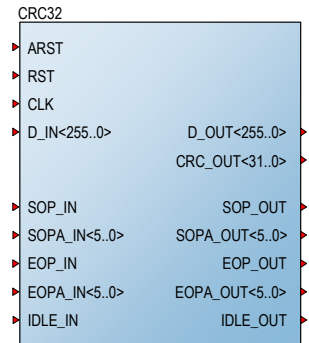 CRC32
ARST
RST
CLK
D_IN<255..0> D_OUT<255..0>
CRC_OUT<31..0>
SOP_IN SOP_OUT
SOPA_IN<5..0> SOPA_OUT<5..0>
EOP_IN EOP_OUT
EOPA_IN<5..0> EOPA_OUT<5..0>
IDLE_IN IDLE_OUT